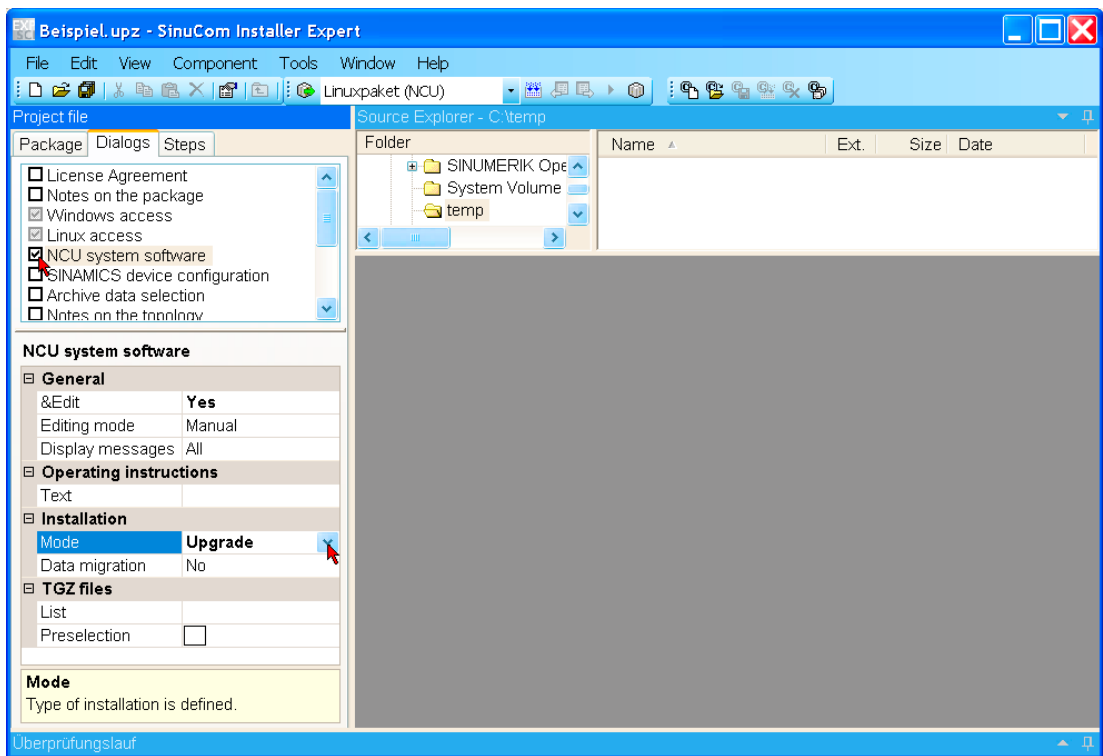 Beispiel.upz - SinuCom Installer Expert
File Edit View Component Tools Window Help
Linuxpaket (NCU)
Project file
Source Explorer - C:\temp
Package Dialogs Steps
Folder
Name Ext. Size Date
License Agreement
Notes on the package
Windows access
Linux access
NCU system software
SINAMICS device configuration
Archive data selection
Notes on the topology
SINUMERIK Ope
System Volume
temp
NCU system software
General
&Edit Yes
Editing mode Manual
Display messages All
Operating instructions
Text
Installation
Mode Upgrade
Data migration No
TGZ files
List
Preselection
Mode
Type of installation is defined.
Überprüfungslauf